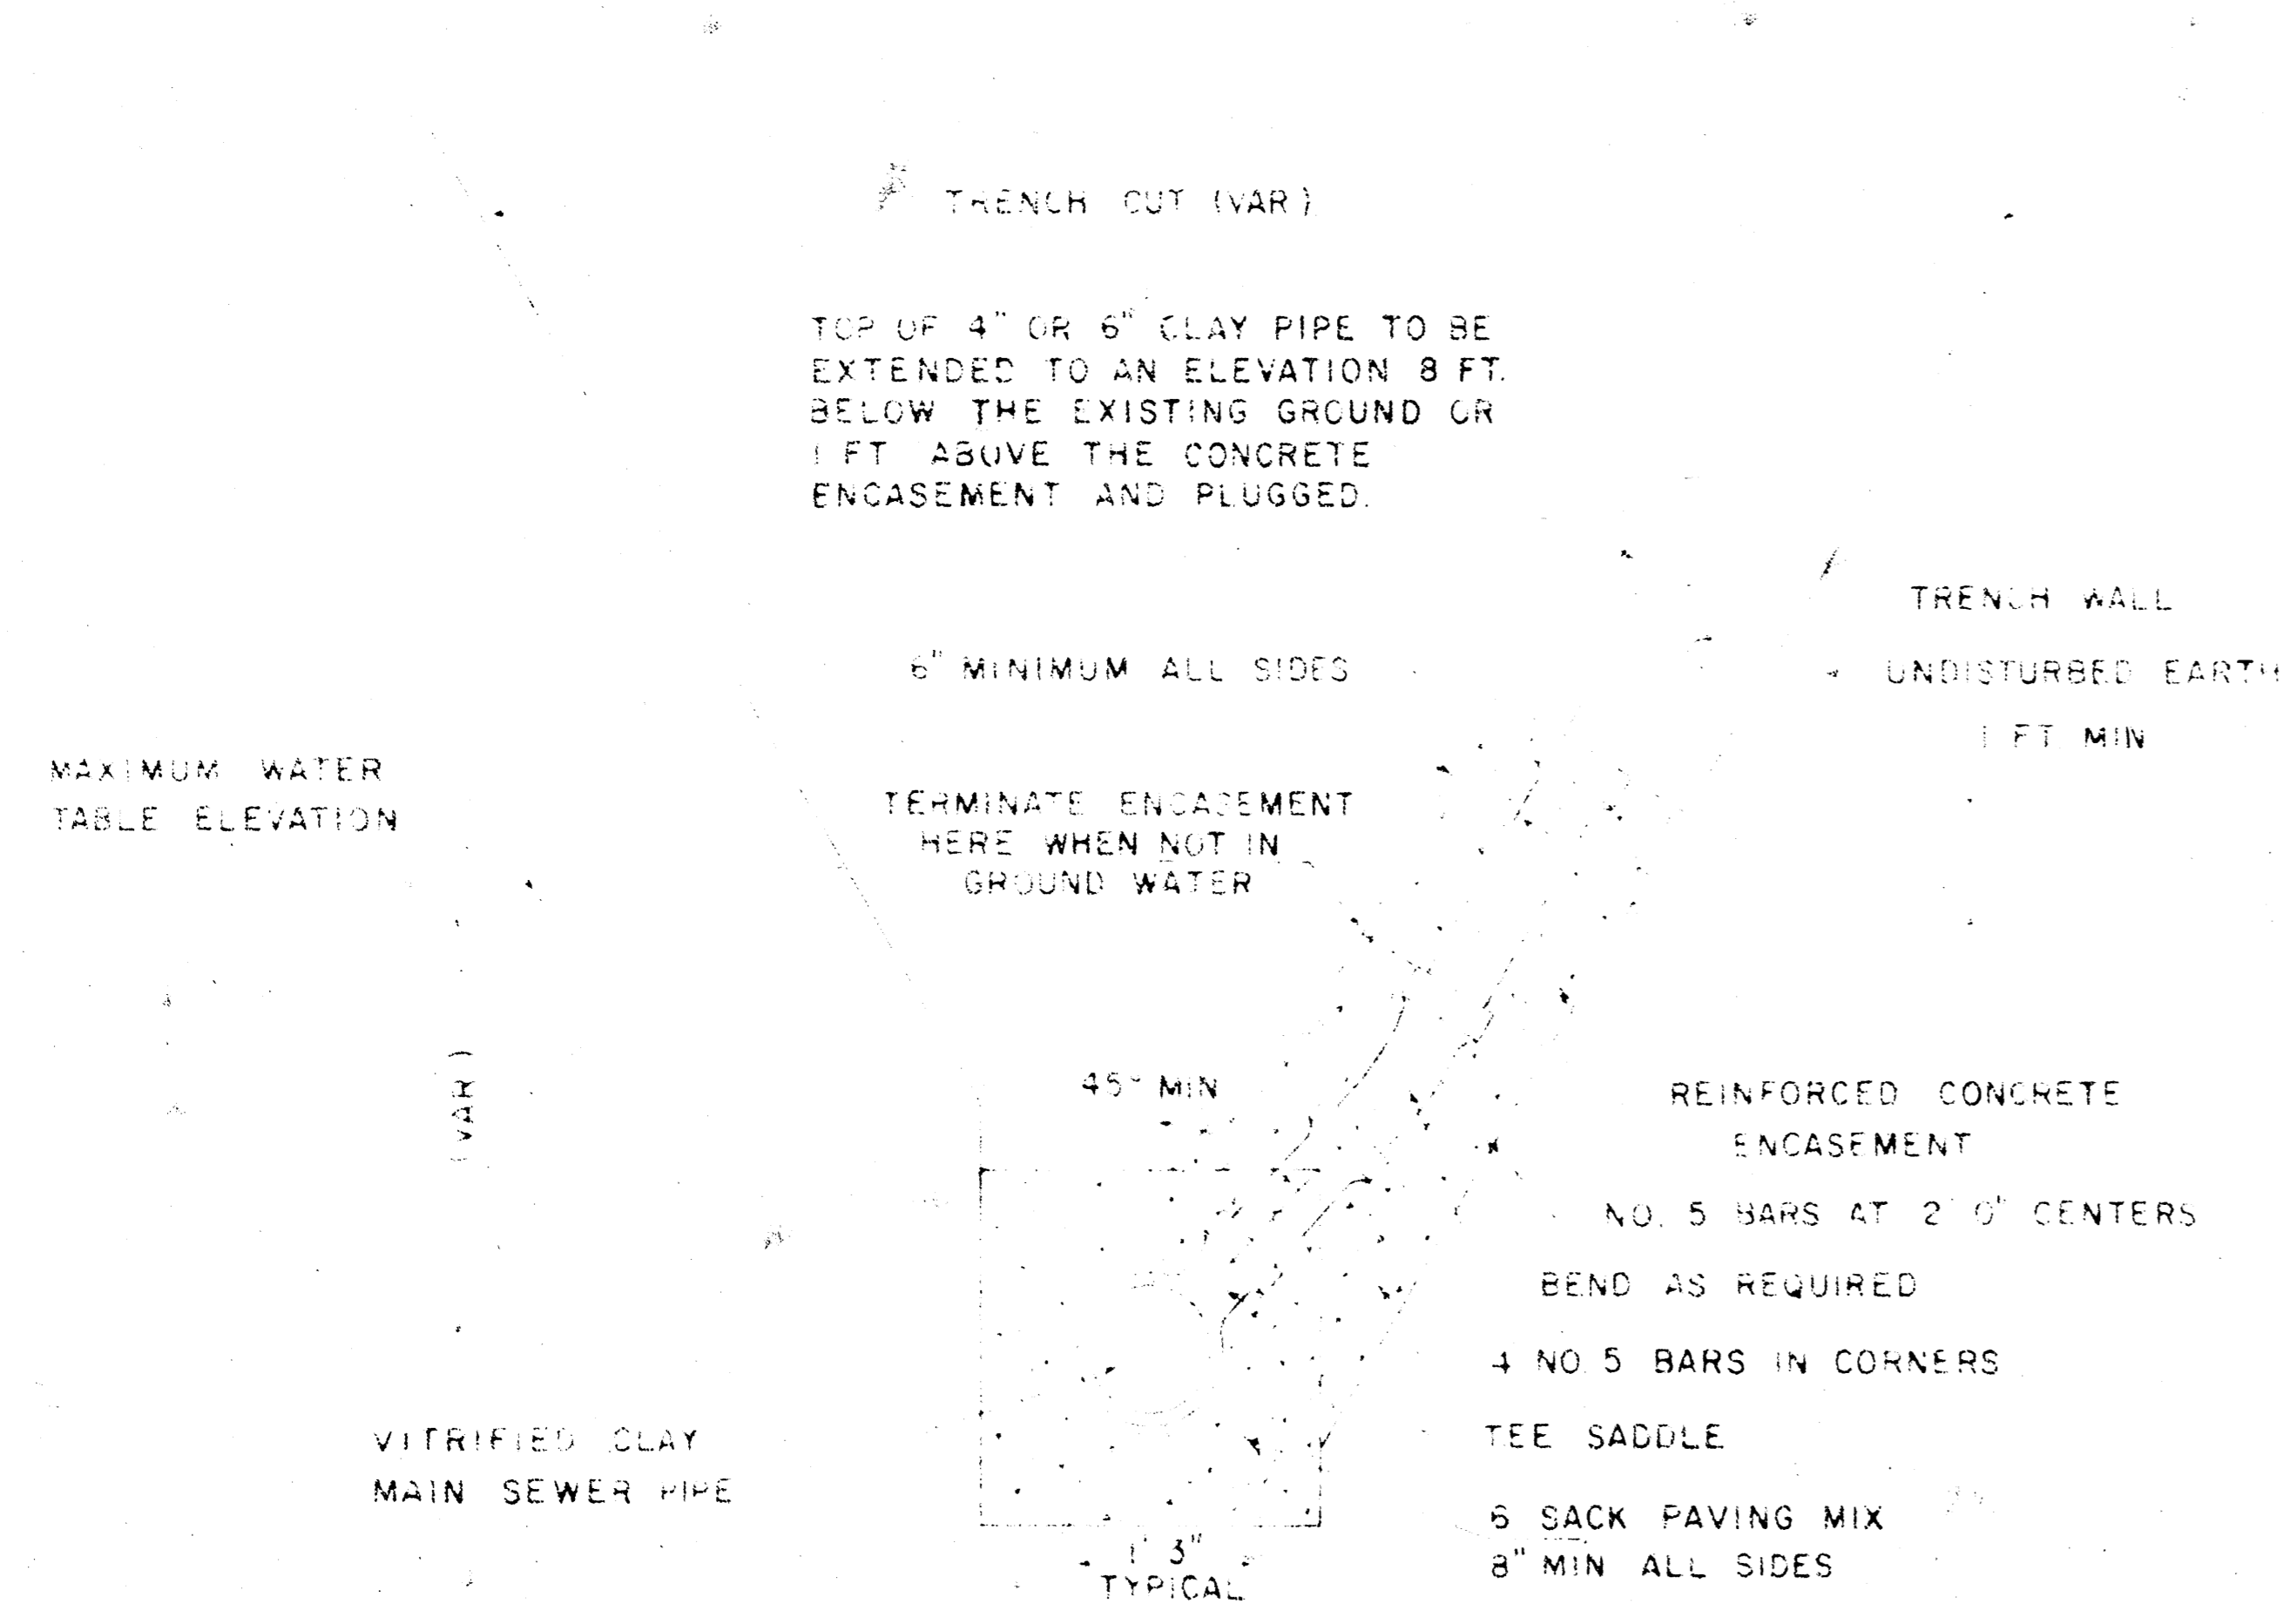 TRENCH CUT (VAR)
TOP OF 4" OR 6" CLAY PIPE TO BE
EXTENDED TO AN ELEVATION 8 FT.
BELOW THE EXISTING GROUND OR
1 FT ABOVE THE CONCRETE
ENCASEMENT AND PLUGGED.
TRENCH WALL
6" MINIMUM ALL SIDES
UNDISTURBED EARTH
1 FT. MIN
MAXIMUM WATER
TABLE ELEVATION
TERMINATE ENCASEMENT
HERE WHEN NOT IN
GROUND WATER
(VAR)
45° MIN
REINFORCED CONCRETE
ENCASEMENT
NO. 5 BARS AT 2' 0" CENTERS
BEND AS REQUIRED
4 NO. 5 BARS IN CORNERS
TEE SADDLE
VITRIFIED CLAY
MAIN SEWER PIPE
6 SACK PAVING MIX
8" MIN ALL SIDES
1' 3"
TYPICAL